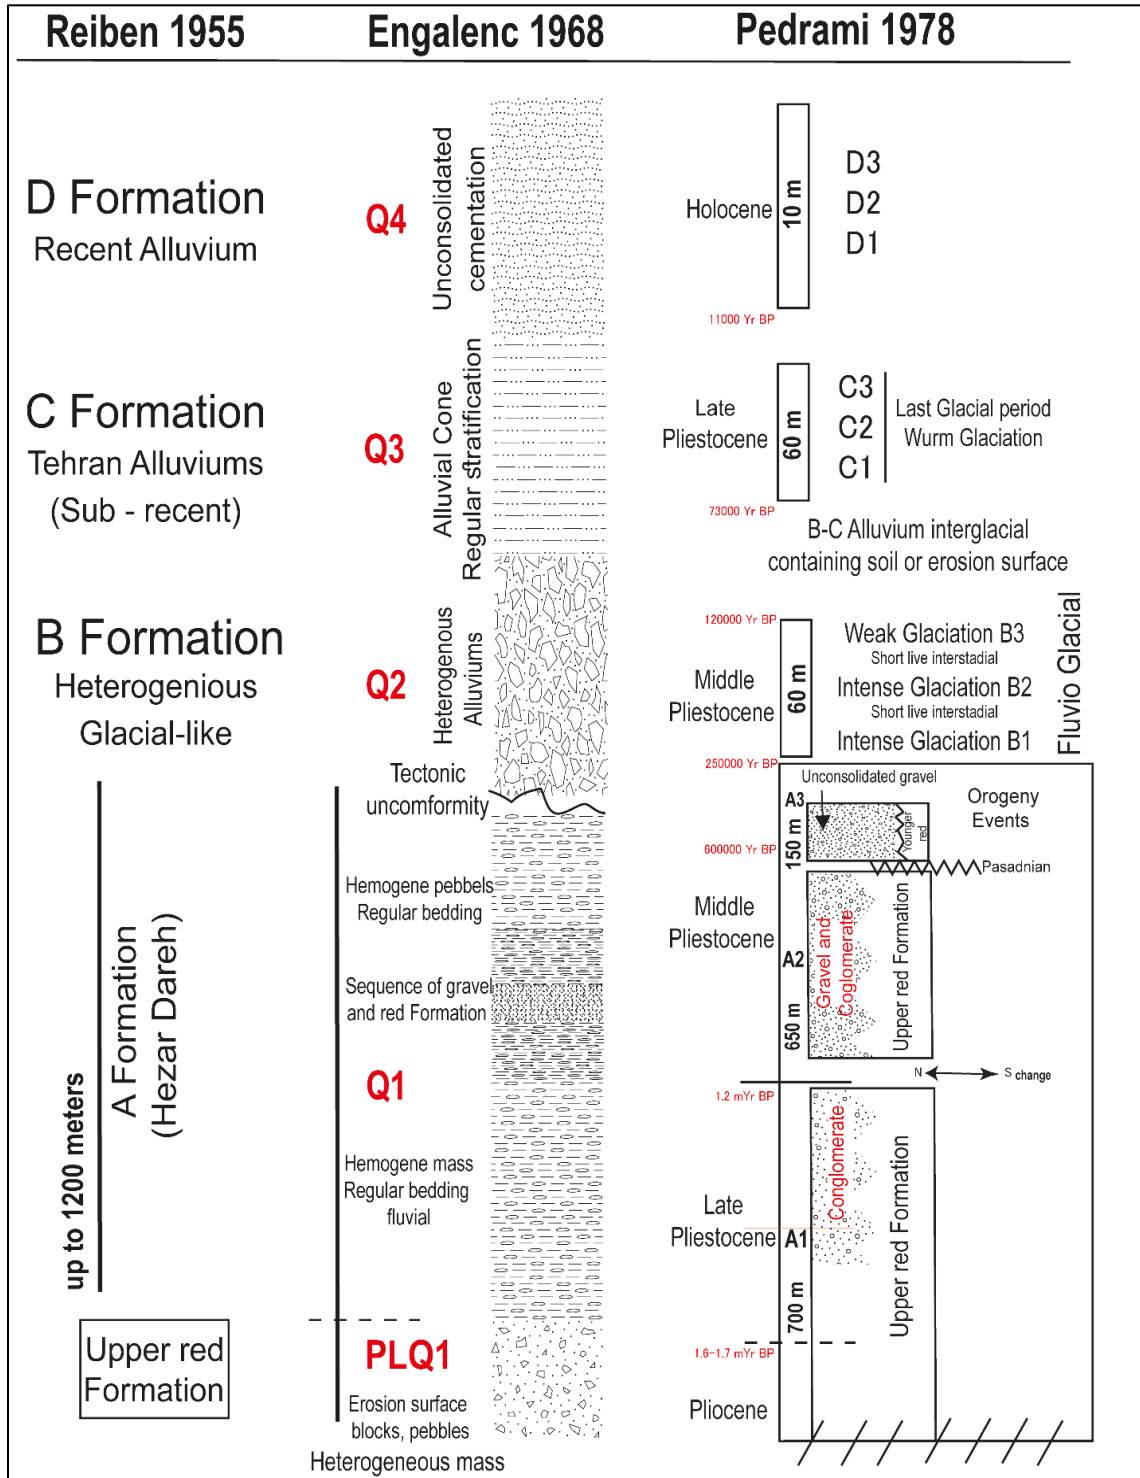 Reiben 1955
Engalenc 1968
Pedrami 1978
D Formation
Recent Alluvium
C Formation
Tehran Alluviums
(Sub - recent)
B Formation
Heterogenious
Glacial-like
A Formation
(Hezar Dareh)
up to 1200 meters
Upper red
Formation
Q4
Unconsolidated
cementation
Q3
Alluvial Cone
Regular stratification
Q2
Heterogenous
Alluviums
Tectonic
uncomformity
Hemogene pebbels
Regular bedding
Sequence of gravel
and red Formation
Q1
Hemogene mass
Regular bedding
fluvial
PLQ1
Erosion surface
blocks, pebbles
Heterogeneous mass
Holocene
10 m
D3
D2
D1
11000 Yr BP
Late
Pliestocene
60 m
C3
C2
C1
Last Glacial period
Wurm Glaciation
73000 Yr BP
B-C Alluvium interglacial
containing soil or erosion surface
120000 Yr BP
Middle
Pliestocene
60 m
Weak Glaciation B3
Short live interstadial
Intense Glaciation B2
Short live interstadial
Intense Glaciation B1
Fluvio Glacial
250000 Yr BP
Unconsolidated gravel
A3
150 m
Younger
red
Orogeny
Events
600000 Yr BP
Pasadnian
Middle
Pliestocene
A2
650 m
Gravel and
Coglomerate
Upper red Formation
N
S change
1.2 mYr BP
Late
Pliestocene
A1
700 m
Conglomerate
Upper red Formation
1.6-1.7 mYr BP
Pliocene